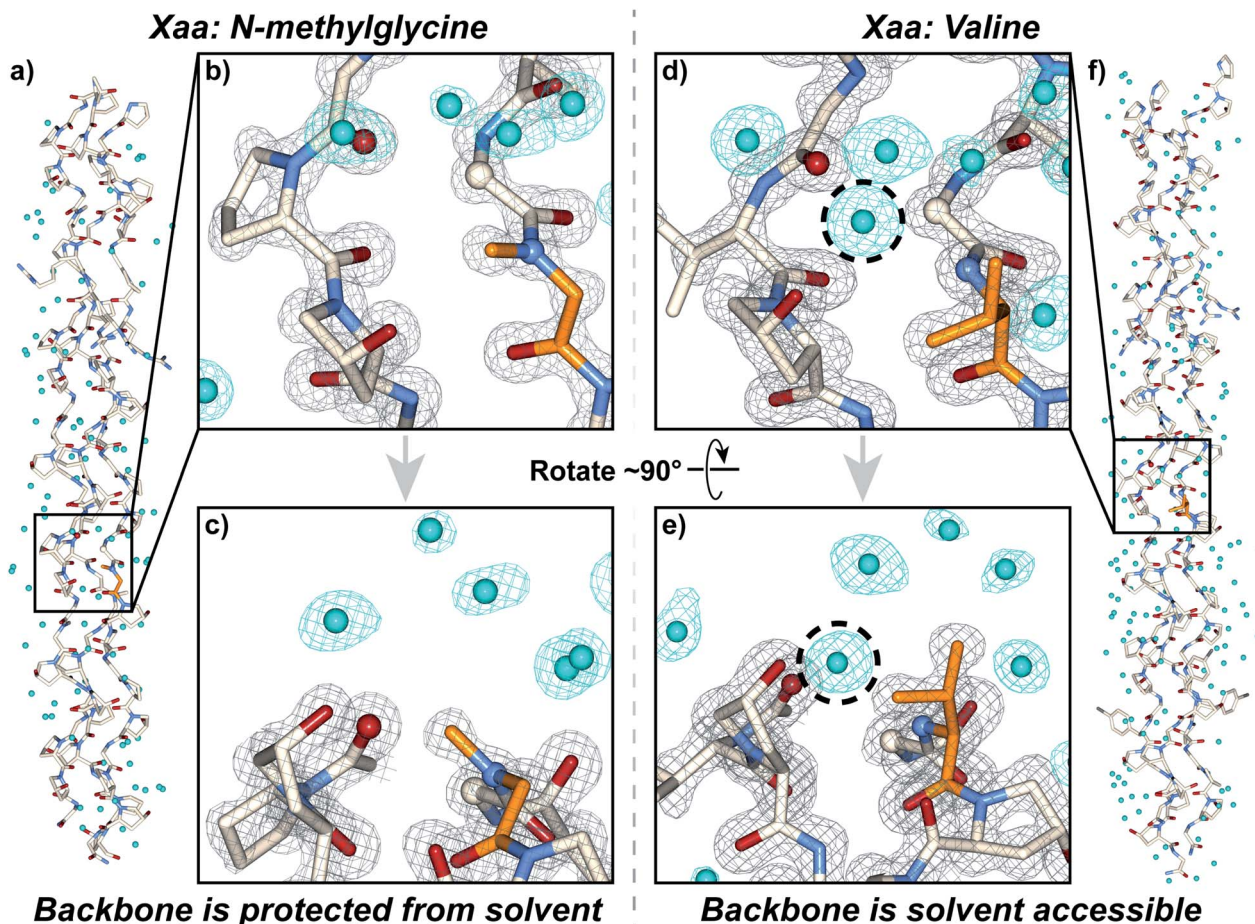 Xaa: N-methylglycine
Xaa: Valine
a)
b)
d)
f)
Rotate ~90°
c)
e)
Backbone is protected from solvent
Backbone is solvent accessible